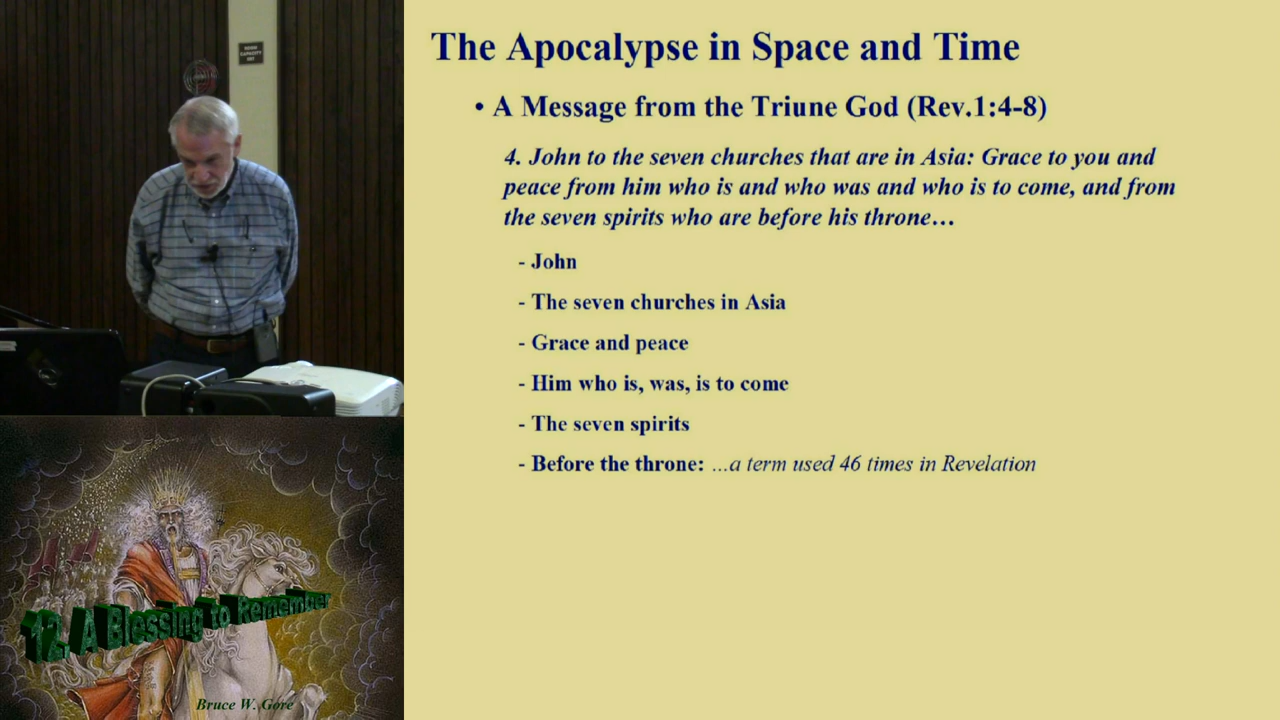 The Apocalypse in Space and Time
• A Message from the Triune God (Rev.1:4-8)
4. John to the seven churches that are in Asia: Grace to you and
peace from him who is and who was and who is to come, and from
the seven spirits who are before his throne…
- John
- The seven churches in Asia
- Grace and peace
- Him who is, was, is to come
- The seven spirits
- Before the throne: …a term used 46 times in Revelation
12. A Blessing to Remember
Bruce W. Gore